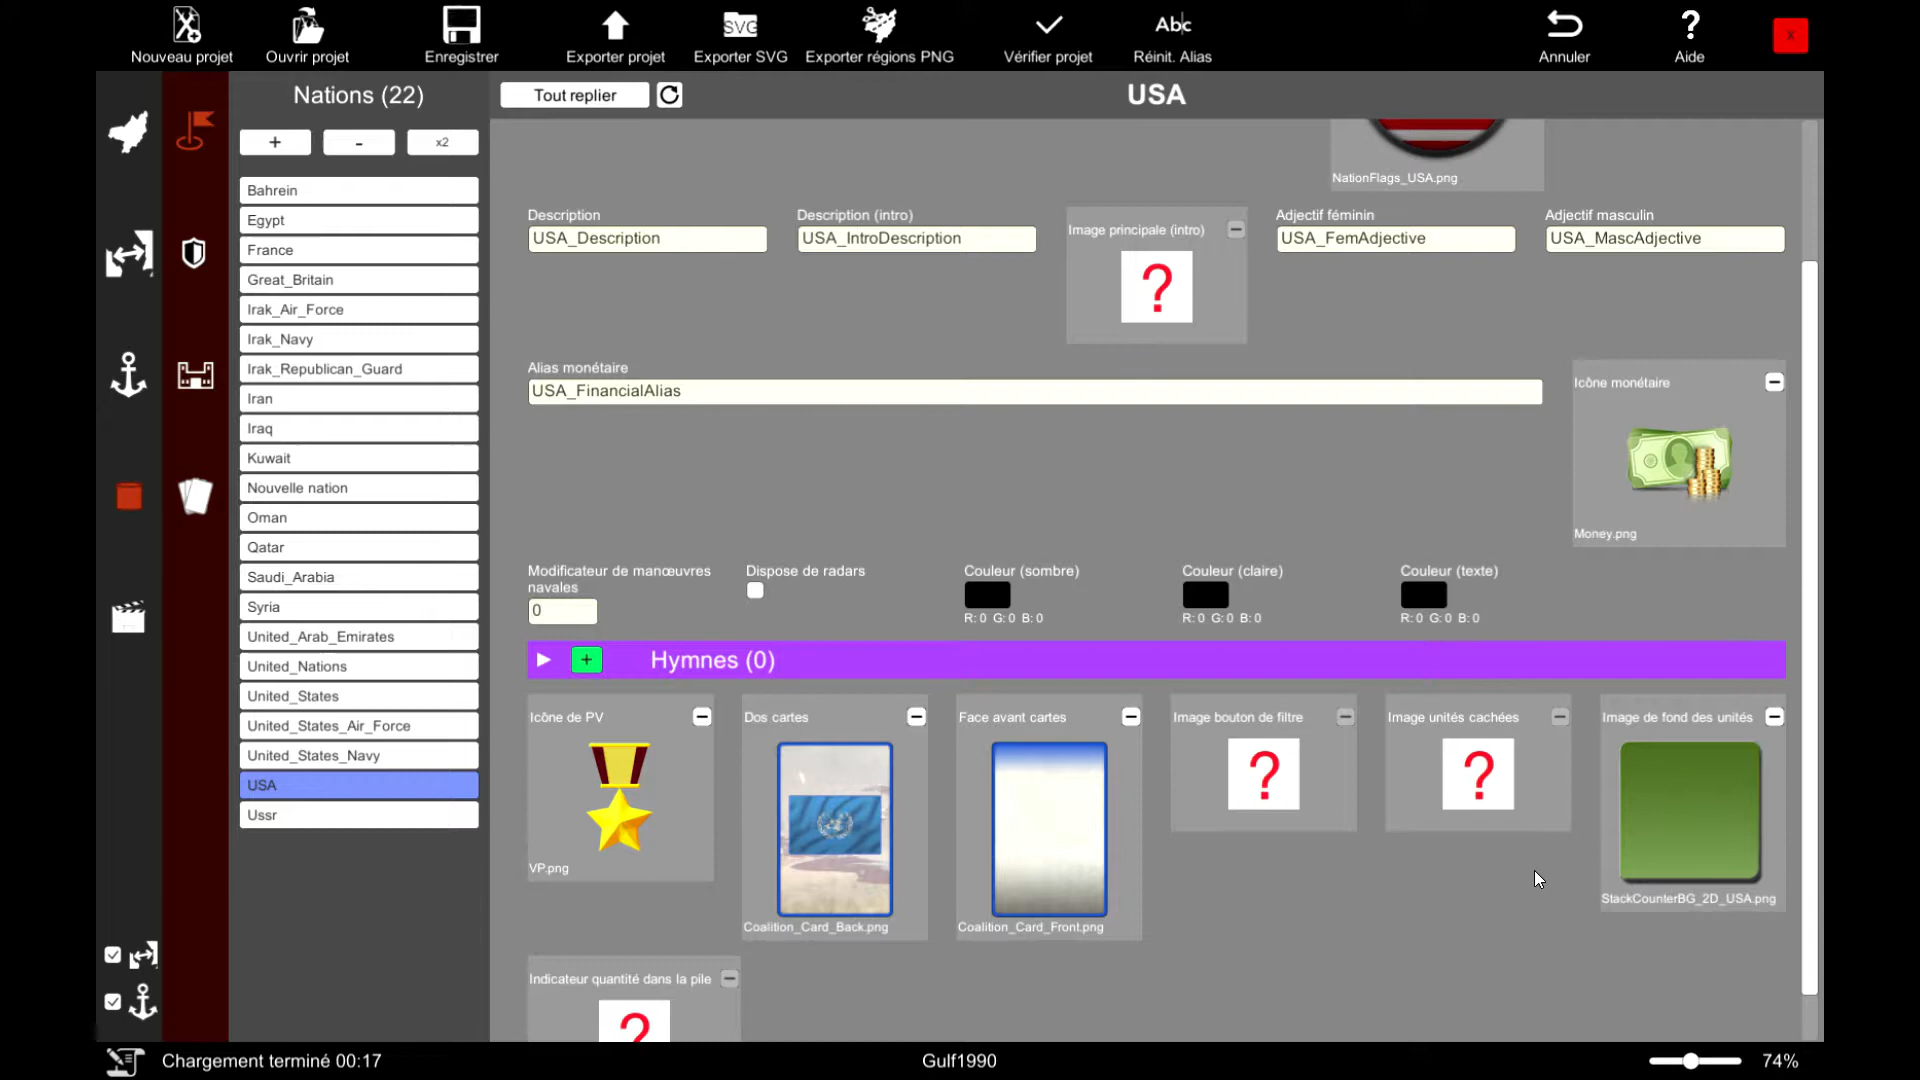 Nouveau projet
Ouvrir projet
Enregistrer
Exporter projet
SVG
Exporter SVG
Exporter régions PNG
Vérifier projet
Abc
Réinit. Alias
Annuler
?
Aide
X
Nations (22)
Tout replier
USA
+
-
x2
Bahrein
Egypt
France
Great_Britain
Irak_Air_Force
Irak_Navy
Irak_Republican_Guard
Iran
Iraq
Kuwait
Nouvelle nation
Oman
Qatar
Saudi_Arabia
Syria
United_Arab_Emirates
United_Nations
United_States
United_States_Air_Force
United_States_Navy
USA
Ussr
NationFlags_USA.png
Description
USA_Description
Description (intro)
USA_IntroDescription
Image principale (intro)
?
Adjectif féminin
USA_FemAdjective
Adjectif masculin
USA_MascAdjective
Alias monétaire
USA_FinancialAlias
Icône monétaire
Money.png
Modificateur de manœuvres
navales
0
Dispose de radars
Couleur (sombre)
R: 0 G: 0 B: 0
Couleur (claire)
R: 0 G: 0 B: 0
Couleur (texte)
R: 0 G: 0 B: 0
+
Hymnes (0)
Icône de PV
VP.png
Dos cartes
Coalition_Card_Back.png
Face avant cartes
Coalition_Card_Front.png
Image bouton de filtre
?
Image unités cachées
?
Image de fond des unités
StackCounterBG_2D_USA.png
Indicateur quantité dans la pile
?
Chargement terminé 00:17
Gulf1990
74%